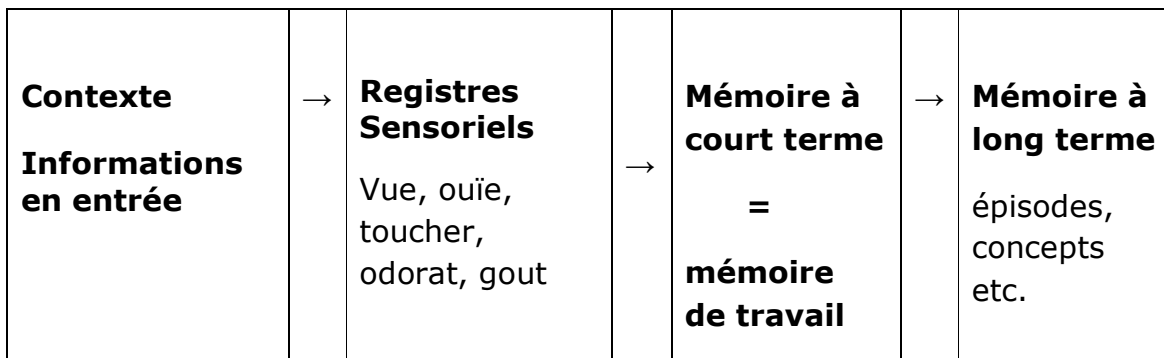 Contexte
Informations
en entrée
→
Registres
Sensoriels
Vue, ouïe,
toucher,
odorat, gout
→
Mémoire à
court terme
=
mémoire
de travail
→
Mémoire à
long terme
épisodes,
concepts
etc.